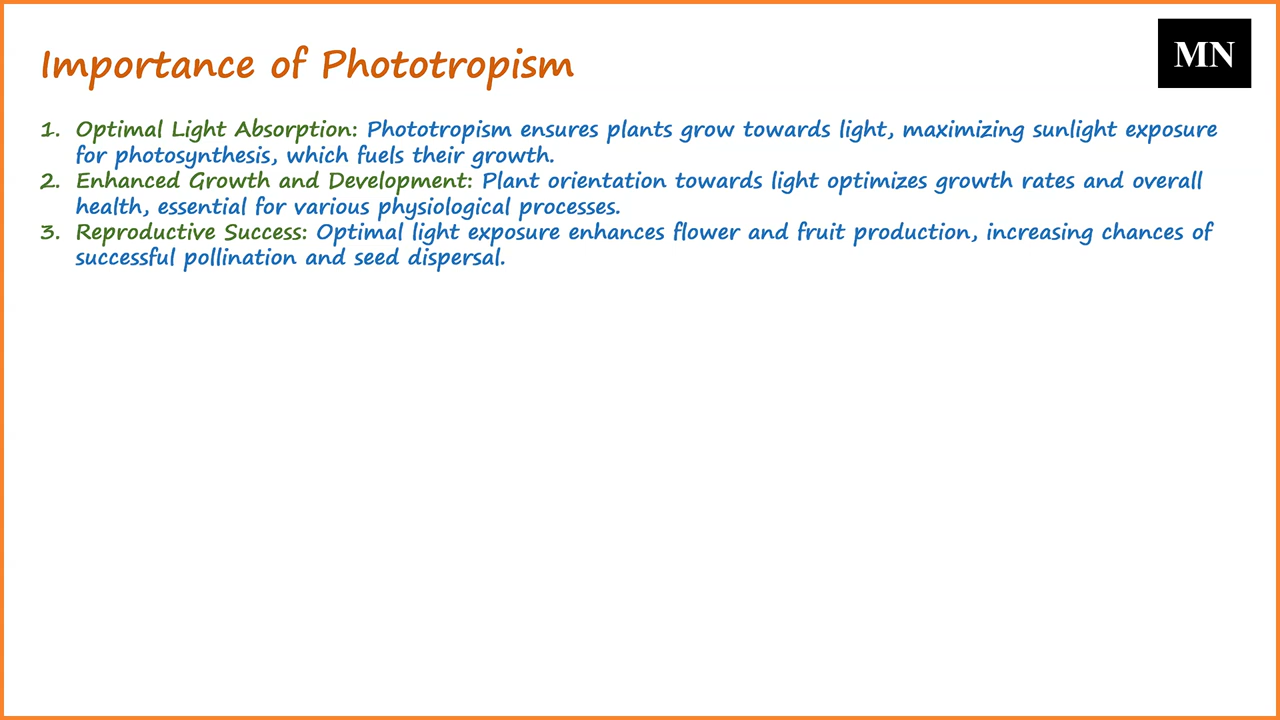 MN
Importance of Phototropism
1. Optimal Light Absorption: Phototropism ensures plants grow towards light, maximizing sunlight exposure
for photosynthesis, which fuels their growth.
2. Enhanced Growth and Development: Plant orientation towards light optimizes growth rates and overall
health, essential for various physiological processes.
3. Reproductive Success: Optimal light exposure enhances flower and fruit production, increasing chances of
successful pollination and seed dispersal.